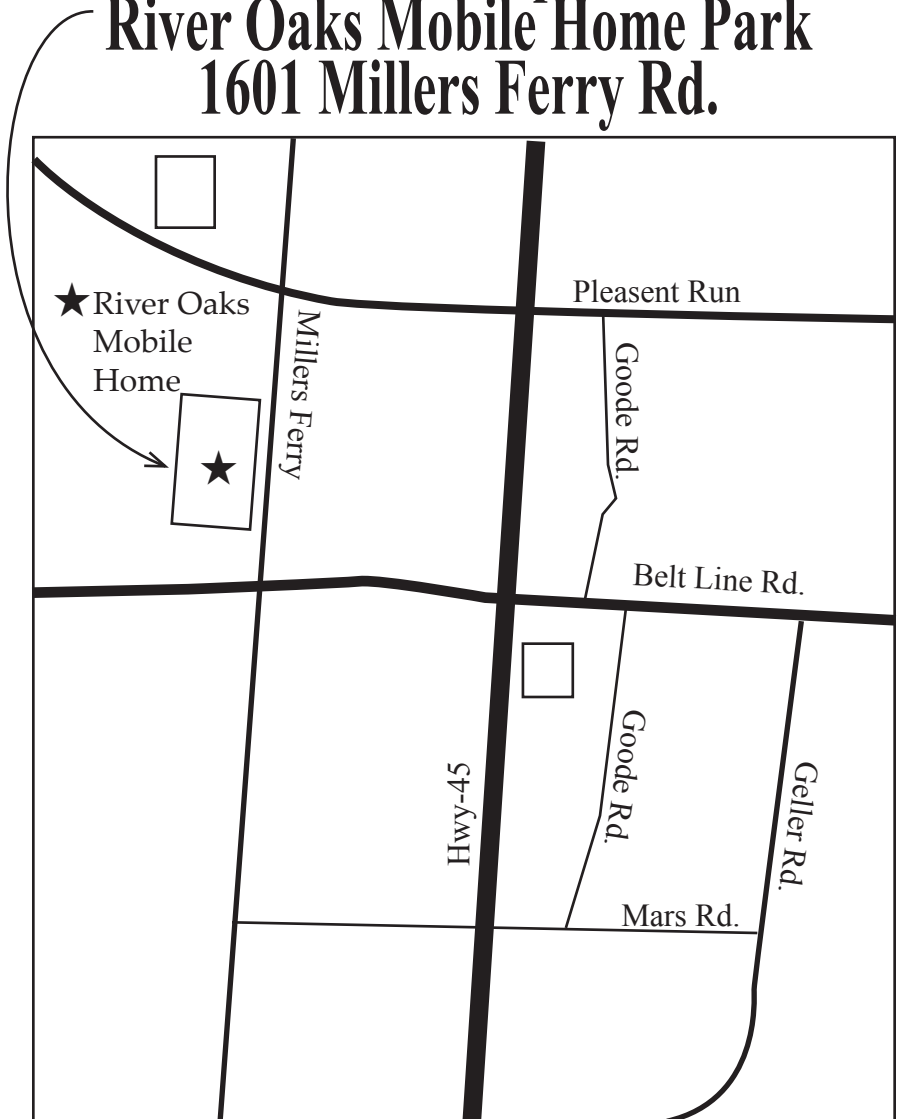 River Oaks Mobile Home Park
1601 Millers Ferry Rd.
Pleasent Run
★River Oaks
Mobile
Home
Millers Ferry
Goode Rd.
Belt Line Rd.
Goode Rd.
Hwy-45
Geller Rd.
Mars Rd.